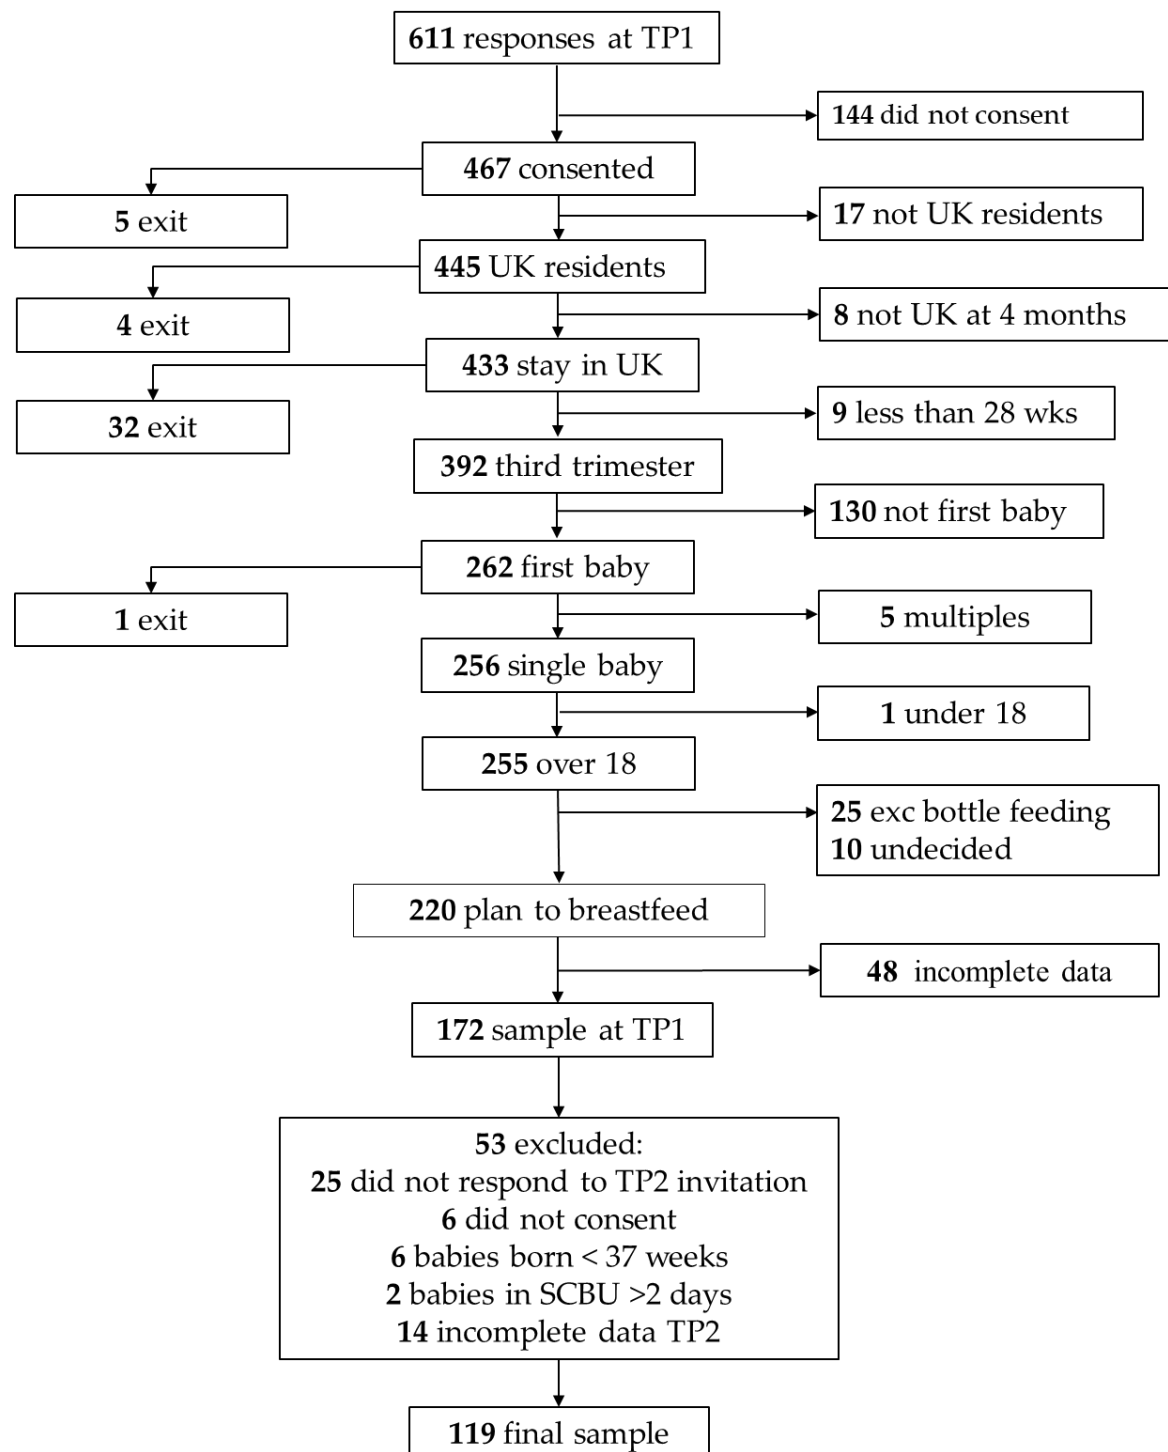 611 responses at TP1
144 did not consent
467 consented
5 exit
17 not UK residents
445 UK residents
4 exit
8 not UK at 4 months
433 stay in UK
32 exit
9 less than 28 wks
392 third trimester
130 not first baby
262 first baby
1 exit
5 multiples
256 single baby
1 under 18
255 over 18
25 exc bottle feeding
10 undecided
220 plan to breastfeed
48 incomplete data
172 sample at TP1
53 excluded:
25 did not respond to TP2 invitation
6 did not consent
6 babies born < 37 weeks
2 babies in SCBU >2 days
14 incomplete data TP2
119 final sample